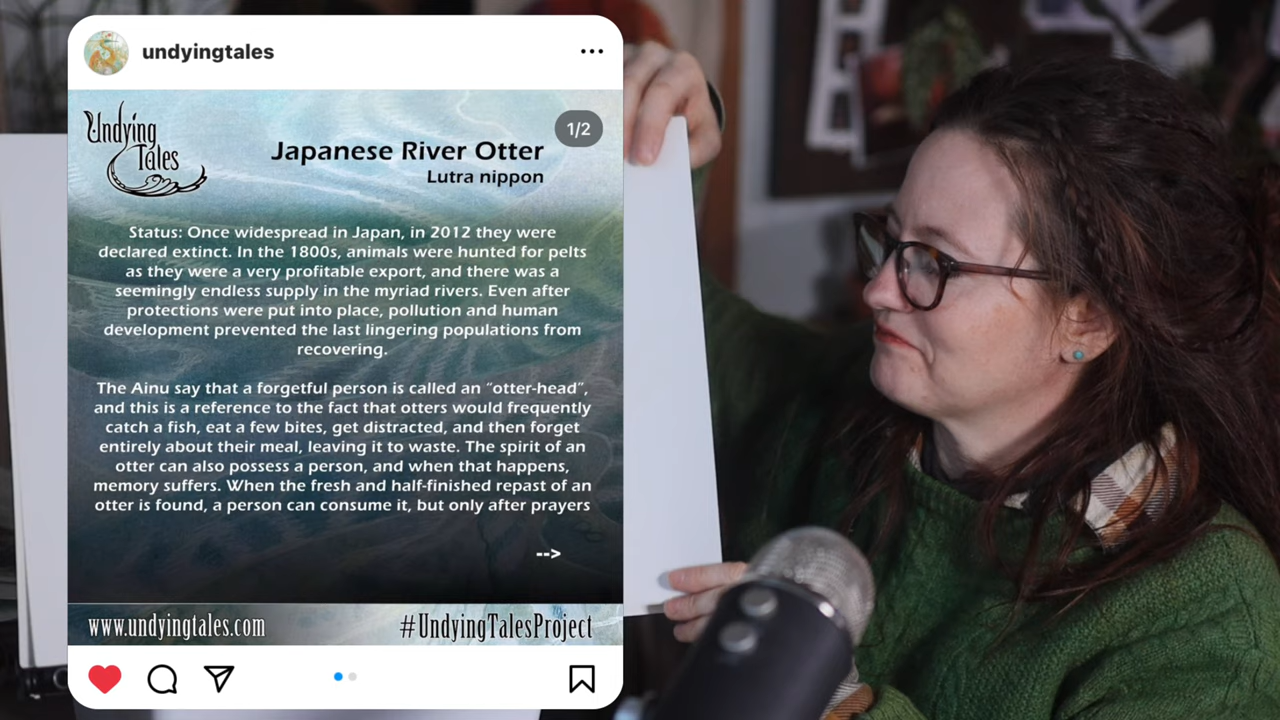 undyingtales
Undying
Tales
1/2
Japanese River Otter
Lutra nippon
Status: Once widespread in Japan, in 2012 they were
declared extinct. In the 1800s, animals were hunted for pelts
as they were a very profitable export, and there was a
seemingly endless supply in the myriad rivers. Even after
protections were put into place, pollution and human
development prevented the last lingering populations from
recovering.
The Ainu say that a forgetful person is called an "otter-head",
and this is a reference to the fact that otters would frequently
catch a fish, eat a few bites, get distracted, and then forget
entirely about their meal, leaving it to waste. The spirit of an
otter can also possess a person, and when that happens,
memory suffers. When the fresh and half-finished repast of an
otter is found, a person can consume it, but only after prayers
-->
www.undyingtales.com
#UndyingTalesProject